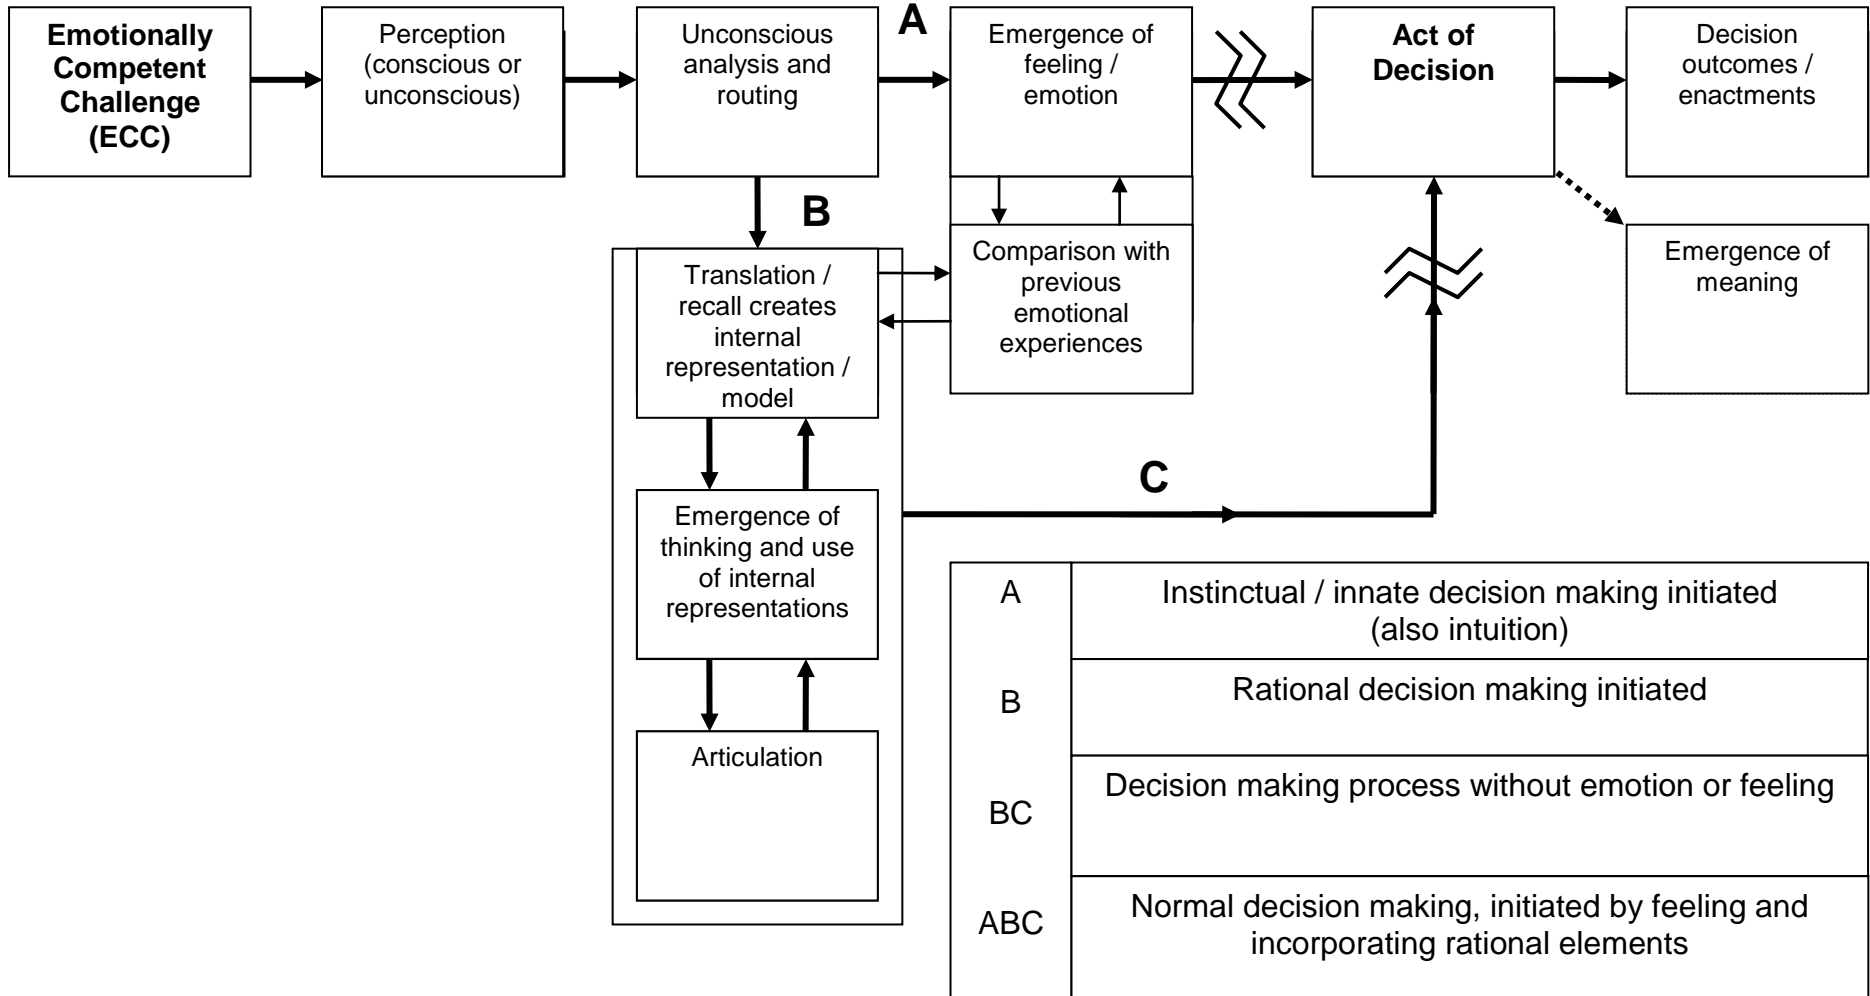 Emotionally
Competent
Challenge
(ECC)
Perception
(conscious or
unconscious)
Unconscious
analysis and
routing
A
Emergence of
feeling /
emotion
Act of
Decision
Decision
outcomes /
enactments
B
Translation /
recall creates
internal
representation /
model
Comparison with
previous
emotional
experiences
Emergence of
meaning
Emergence of
thinking and use
of internal
representations
C
Articulation
A
Instinctual / innate decision making initiated
(also intuition)
B
Rational decision making initiated
BC
Decision making process without emotion or feeling
ABC
Normal decision making, initiated by feeling and
incorporating rational elements